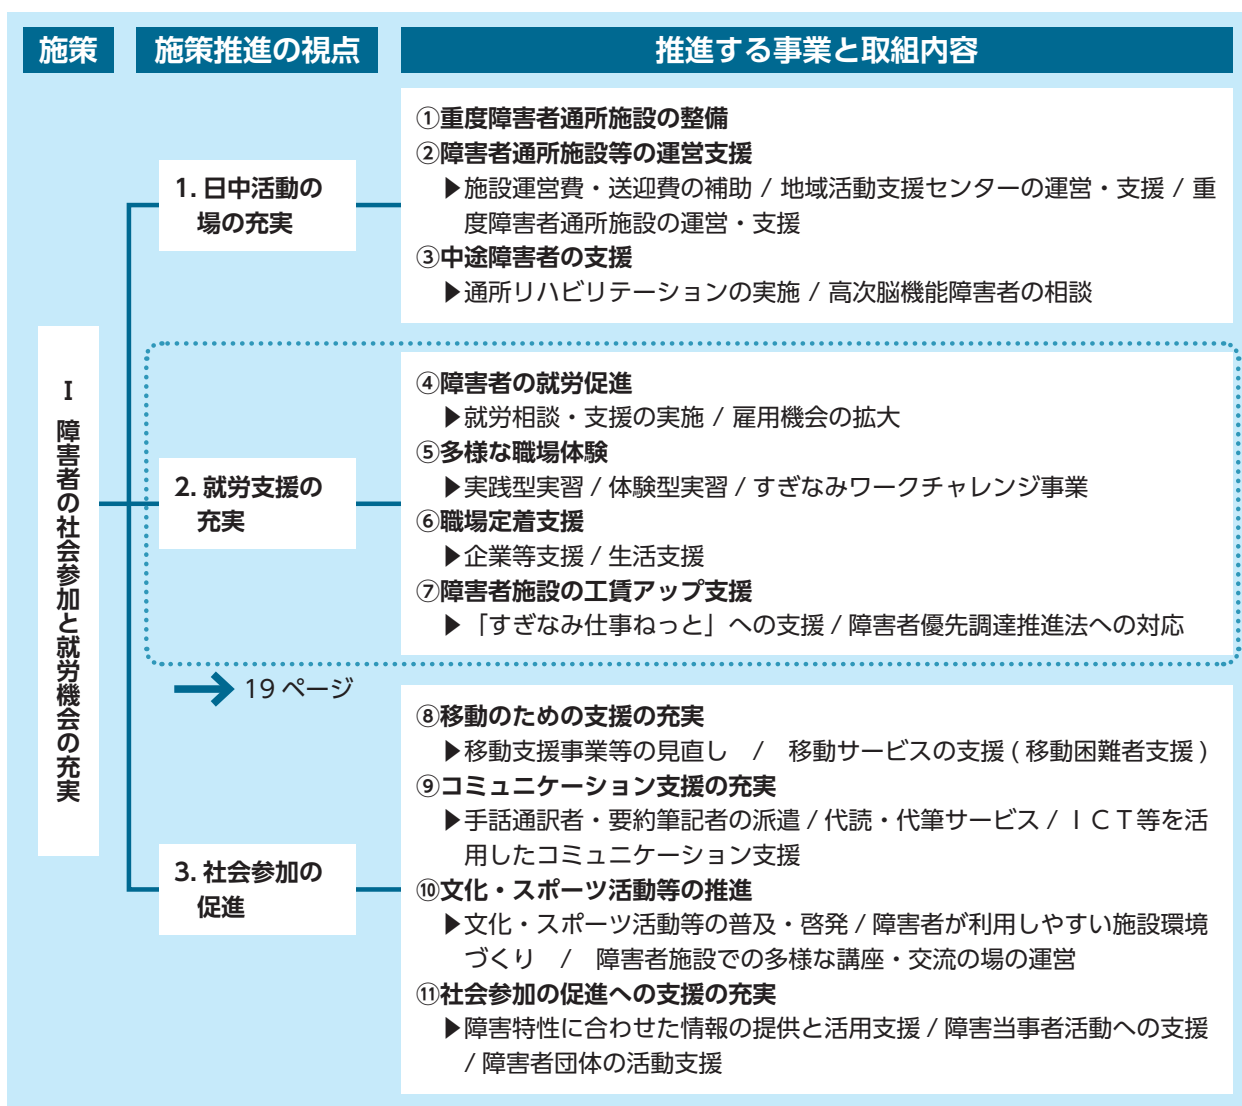 施策
施策推進の視点
推進する事業と取組内容
Ⅰ 障害者の社会参加と就労機会の充実
1. 日中活動の
場の充実
①重度障害者通所施設の整備
②障害者通所施設等の運営支援
▶施設運営費・送迎費の補助 / 地域活動支援センターの運営・支援 / 重
度障害者通所施設の運営・支援
③中途障害者の支援
▶通所リハビリテーションの実施 / 高次脳機能障害者の相談
2. 就労支援の
充実
④障害者の就労促進
▶就労相談・支援の実施 / 雇用機会の拡大
⑤多様な職場体験
▶実践型実習 / 体験型実習 / すぎなみワークチャレンジ事業
⑥職場定着支援
▶企業等支援 / 生活支援
⑦障害者施設の工賃アップ支援
▶「すぎなみ仕事ねっと」への支援 / 障害者優先調達推進法への対応
19 ページ
3. 社会参加の
促進
⑧移動のための支援の充実
▶移動支援事業等の見直し　/　移動サービスの支援 ( 移動困難者支援 )
⑨コミュニケーション支援の充実
▶手話通訳者・要約筆記者の派遣 / 代読・代筆サービス / ＩＣＴ等を活
用したコミュニケーション支援
⑩文化・スポーツ活動等の推進
▶文化・スポーツ活動等の普及・啓発 / 障害者が利用しやすい施設環境
づくり　/　障害者施設での多様な講座・交流の場の運営
⑪社会参加の促進への支援の充実
▶障害特性に合わせた情報の提供と活用支援 / 障害当事者活動への支援
/ 障害者団体の活動支援